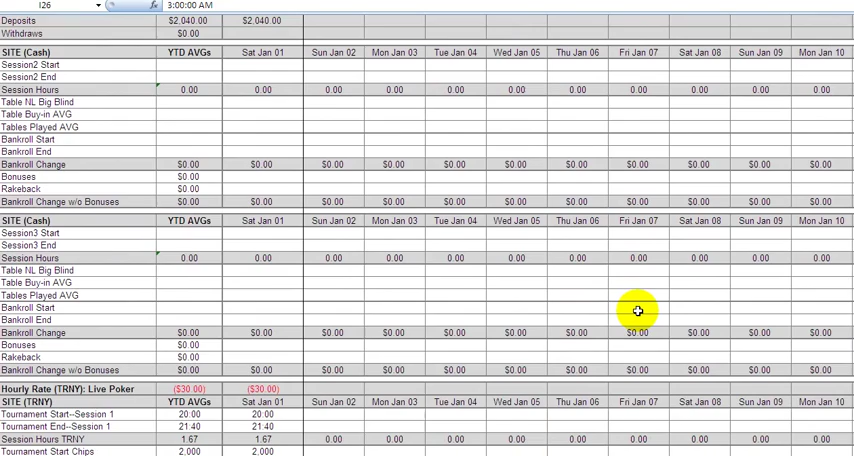 I26 fx 3:00:00 AM
Deposits $2,040.00 $2,040.00
Withdraws $0.00
SITE (Cash) YTD AVGs Sat Jan 01 Sun Jan 02 Mon Jan 03 Tue Jan 04 Wed Jan 05 Thu Jan 06 Fri Jan 07 Sat Jan 08 Sun Jan 09 Mon Jan 10
Session2 Start
Session2 End
Session Hours 0.00 0.00 0.00 0.00 0.00 0.00 0.00 0.00 0.00 0.00 0.00
Table NL Big Blind
Table Buy-in AVG
Tables Played AVG
Bankroll Start
Bankroll End
Bankroll Change $0.00 $0.00 $0.00 $0.00 $0.00 $0.00 $0.00 $0.00 $0.00 $0.00 $0.00
Bonuses $0.00
Rakeback $0.00
Bankroll Change w/o Bonuses $0.00 $0.00 $0.00 $0.00 $0.00 $0.00 $0.00 $0.00 $0.00 $0.00 $0.00
SITE (Cash) YTD AVGs Sat Jan 01 Sun Jan 02 Mon Jan 03 Tue Jan 04 Wed Jan 05 Thu Jan 06 Fri Jan 07 Sat Jan 08 Sun Jan 09 Mon Jan 10
Session3 Start
Session3 End
Session Hours 0.00 0.00 0.00 0.00 0.00 0.00 0.00 0.00 0.00 0.00 0.00
Table NL Big Blind
Table Buy-in AVG
Tables Played AVG
Bankroll Start
Bankroll End
Bankroll Change $0.00 $0.00 $0.00 $0.00 $0.00 $0.00 $0.00 $0.00 $0.00 $0.00 $0.00
Bonuses $0.00
Rakeback $0.00
Bankroll Change w/o Bonuses $0.00 $0.00 $0.00 $0.00 $0.00 $0.00 $0.00 $0.00 $0.00 $0.00 $0.00
Hourly Rate (TRNY): Live Poker ($30.00) ($30.00)
SITE (TRNY) YTD AVGs Sat Jan 01 Sun Jan 02 Mon Jan 03 Tue Jan 04 Wed Jan 05 Thu Jan 06 Fri Jan 07 Sat Jan 08 Sun Jan 09 Mon Jan 10
Tournament Start--Session 1 20:00 20:00
Tournament End--Session 1 21:40 21:40
Session Hours TRNY 1.67 1.67 0.00 0.00 0.00 0.00 0.00 0.00 0.00 0.00 0.00
Tournament Start Chips 2,000 2,000